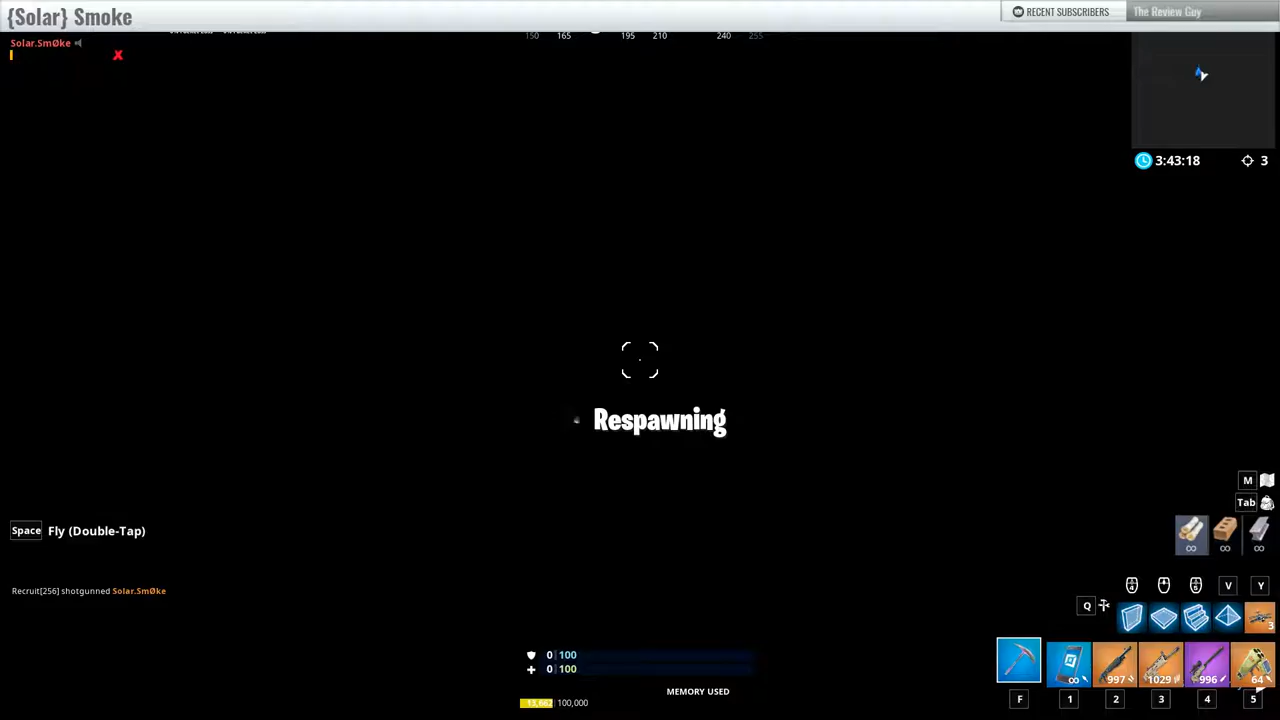 {Solar} Smoke
RECENT SUBSCRIBERS
The Review Guy
Solar.SmØke
X
150 165 195 210 240 255
3:43:18
3
Respawning
M
Tab
Space Fly (Double-Tap)
∞ ∞ ∞
Recruit[256] shotgunned Solar.SmØke
V Y
Q
3
0 | 100
0 | 100
MEMORY USED
100,000
∞ 997 1029 996 64
F 1 2 3 4 5